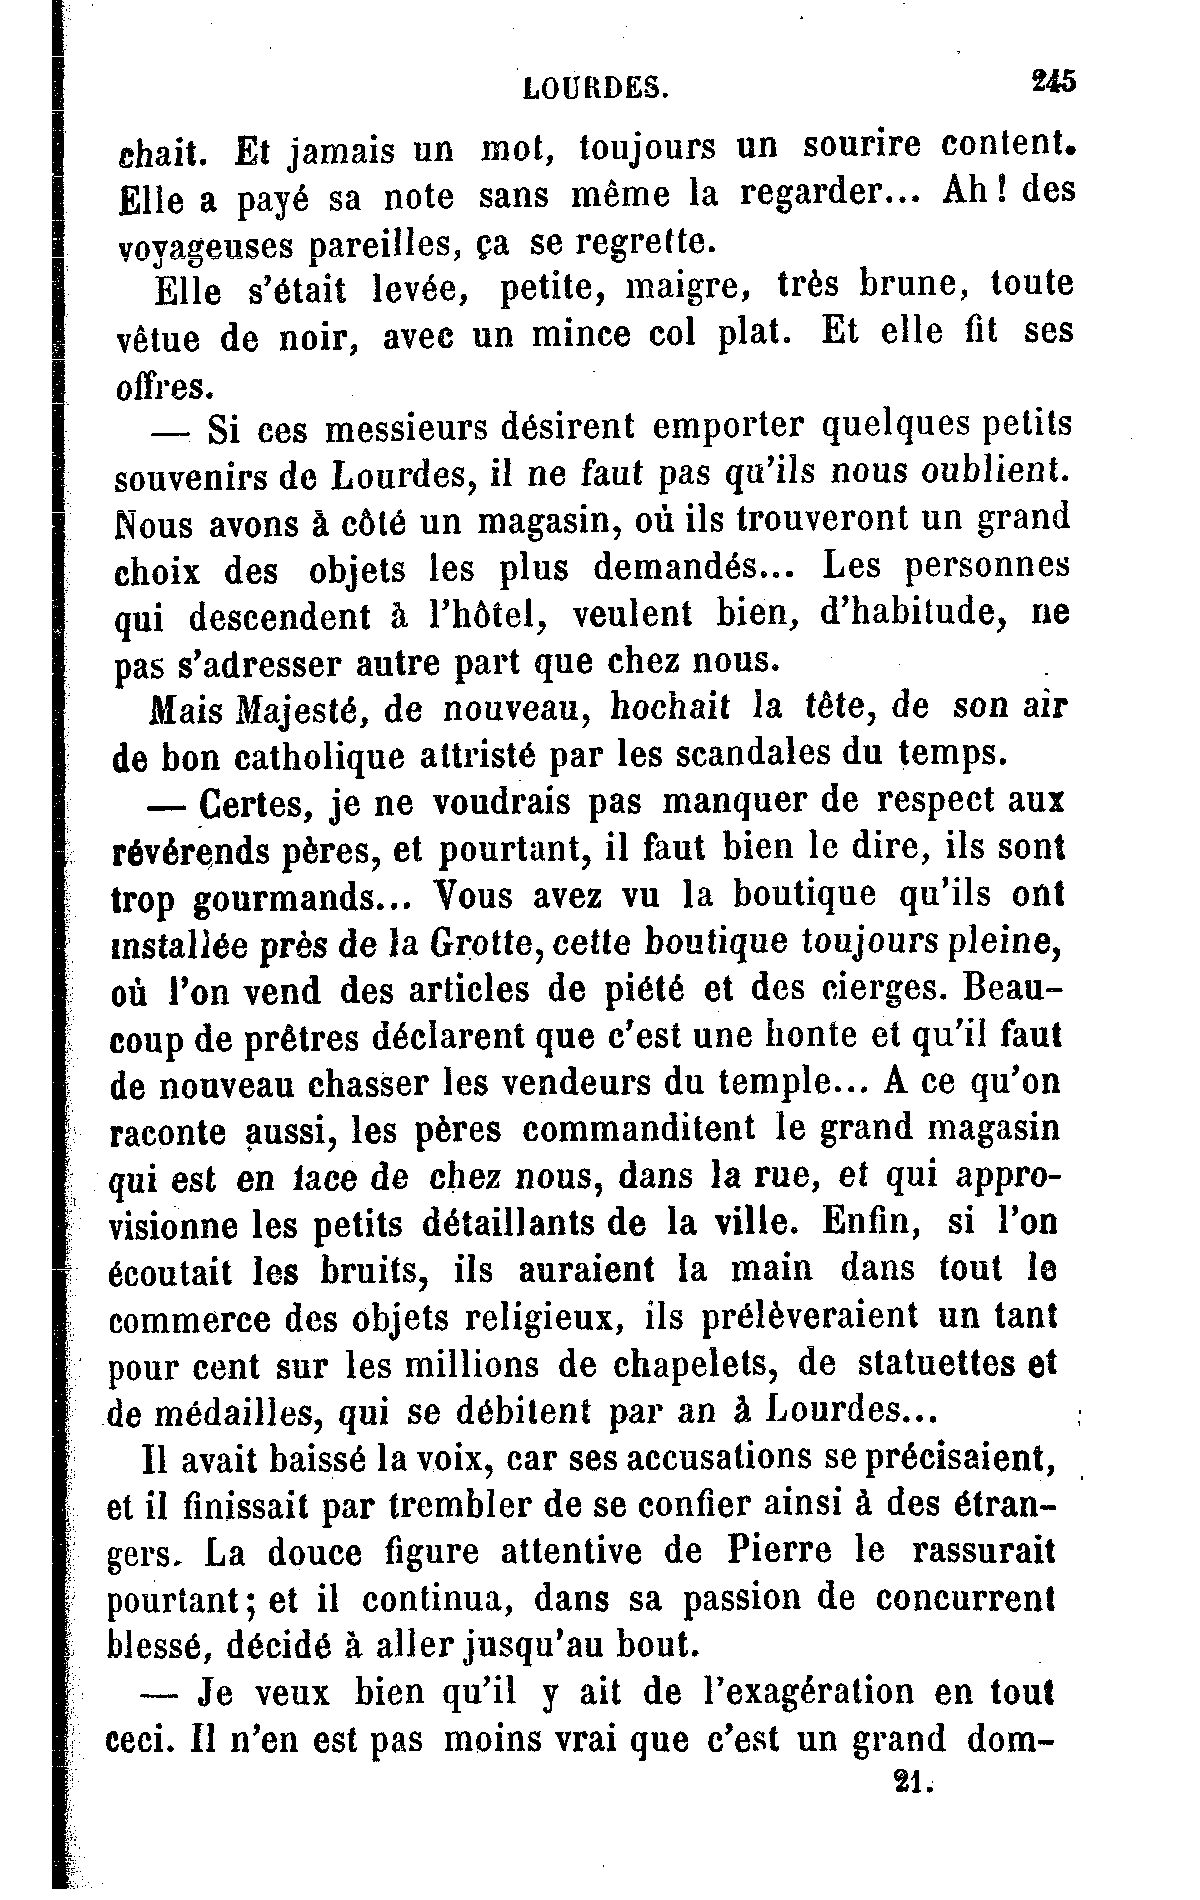 LOURDES. 245
chait. Et jamais un mot, toujours un sourire content.
Elle a payé sa note sans même la regarder... Ah! des
voyageuses pareilles, ça se regrette.
Elle s'était levée, petite, maigre, très brune, toute
vêtue de noir, avec un mince col plat. Et elle fit ses
offres.
— Si ces messieurs désirent emporter quelques petits
souvenirs de Lourdes, il ne faut pas qu'ils nous oublient.
Nous avons à côté un magasin, où ils trouveront un grand
choix des objets les plus demandés... Les personnes
qui descendent à l'hôtel, veulent bien, d'habitude, ne
pas s'adresser autre part que chez nous.
Mais Majesté, de nouveau, hochait la tête, de son air
de bon catholique attristé par les scandales du temps.
— Certes, je ne voudrais pas manquer de respect aux
révérends pères, et pourtant, il faut bien le dire, ils sont
trop gourmands... Vous avez vu la boutique qu'ils ont
installée près de la Grotte, cette boutique toujours pleine,
où l'on vend des articles de piété et des cierges. Beau-
coup de prêtres déclarent que c'est une honte et qu'il faut
de nouveau chasser les vendeurs du temple... A ce qu'on
raconte aussi, les pères commanditent le grand magasin
qui est en face de chez nous, dans la rue, et qui appro-
visionne les petits détaillants de la ville. Enfin, si l'on
écoutait les bruits, ils auraient la main dans tout le
commerce des objets religieux, ils prélèveraient un tant
pour cent sur les millions de chapelets, de statuettes et
de médailles, qui se débitent par an à Lourdes...
Il avait baissé la voix, car ses accusations se précisaient,
et il finissait par trembler de se confier ainsi à des étran-
gers. La douce figure attentive de Pierre le rassurait
pourtant; et il continua, dans sa passion de concurrent
blessé, décidé à aller jusqu'au bout.
— Je veux bien qu'il y ait de l'exagération en tout
ceci. Il n'en est pas moins vrai que c'est un grand dom-
21.